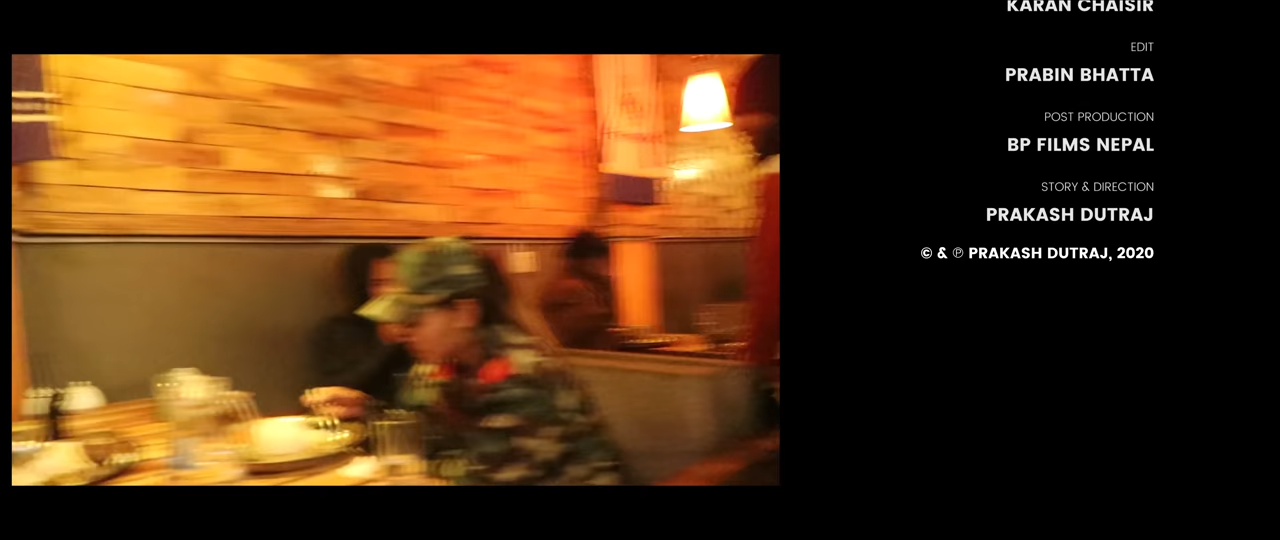 KARAN CHAISIR
EDIT
PRABIN BHATTA
POST PRODUCTION
BP FILMS NEPAL
STORY & DIRECTION
PRAKASH DUTRAJ
© & ℗ PRAKASH DUTRAJ, 2020